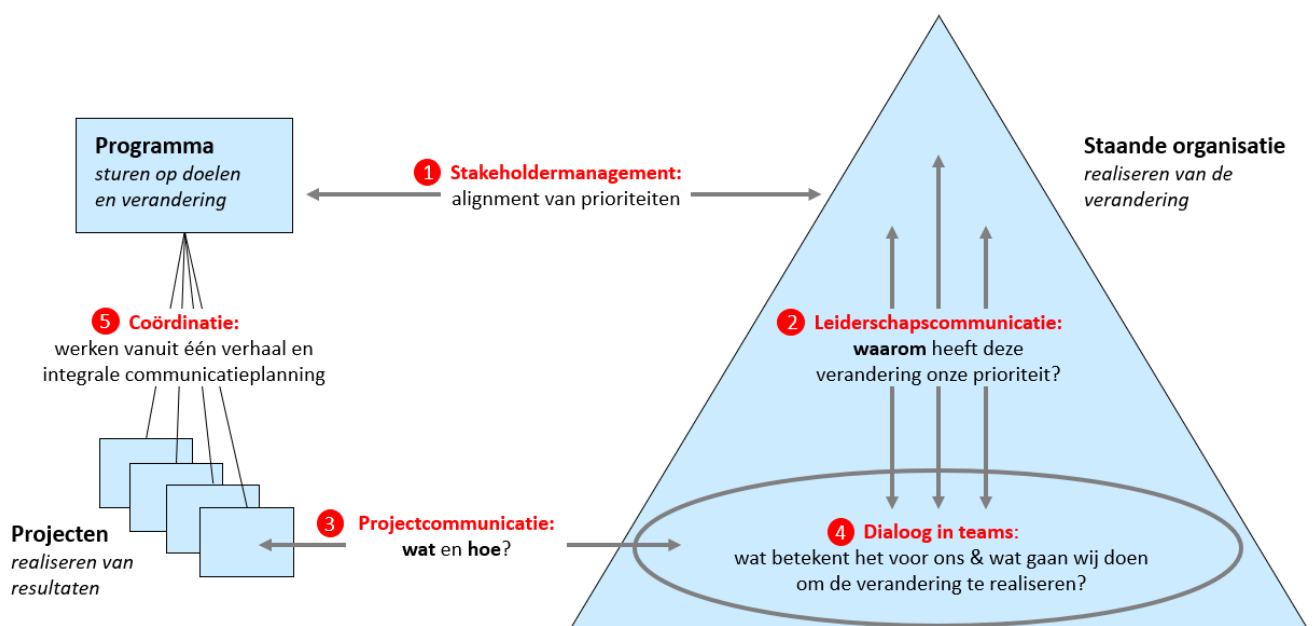 Programma
sturen op doelen
en verandering
1 Stakeholdermanagement:
alignment van prioriteiten
Staande organisatie
realiseren van de
verandering
5 Coördinatie:
werken vanuit één verhaal en
integrale communicatieplanning
2 Leiderschapscommunicatie:
waarom heeft deze
verandering onze prioriteit?
Projecten
realiseren van
resultaten
3 Projectcommunicatie:
wat en hoe?
4 Dialoog in teams:
wat betekent het voor ons & wat gaan wij doen
om de verandering te realiseren?